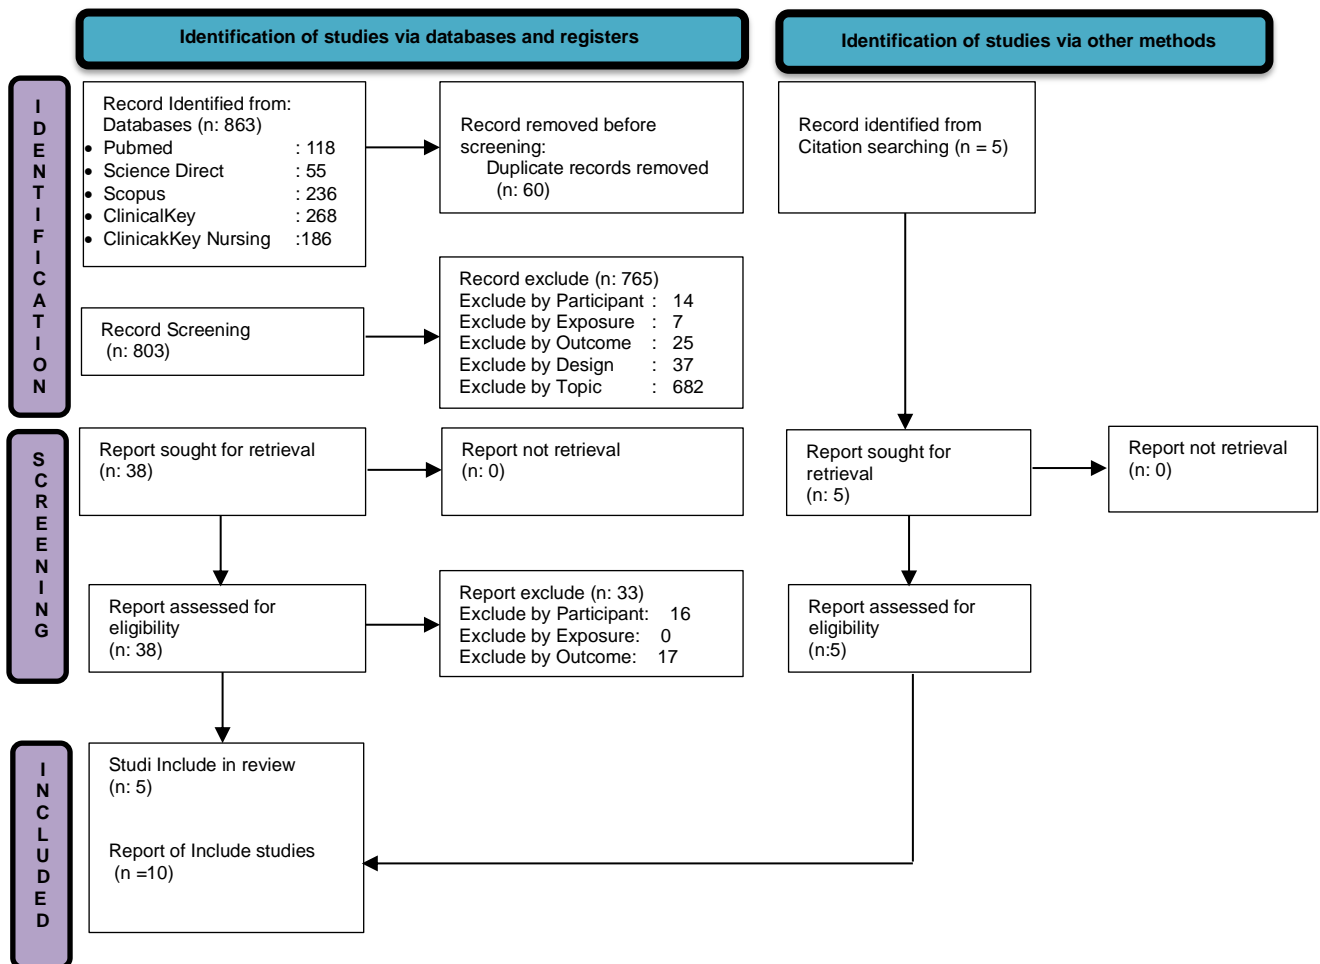 Identification of studies via databases and registers
Identification of studies via other methods
IDENTIFICATION
Record Identified from:
Databases (n: 863)
• Pubmed : 118
• Science Direct : 55
• Scopus : 236
• ClinicalKey : 268
• ClinicakKey Nursing :186
Record removed before
screening:
Duplicate records removed
(n: 60)
Record identified from
Citation searching (n = 5)
Record Screening
(n: 803)
Record exclude (n: 765)
Exclude by Participant : 14
Exclude by Exposure : 7
Exclude by Outcome : 25
Exclude by Design : 37
Exclude by Topic : 682
SCREENING
Report sought for retrieval
(n: 38)
Report not retrieval
(n: 0)
Report sought for
retrieval
(n: 5)
Report not retrieval
(n: 0)
Report assessed for
eligibility
(n: 38)
Report exclude (n: 33)
Exclude by Participant: 16
Exclude by Exposure: 0
Exclude by Outcome: 17
Report assessed for
eligibility
(n:5)
INCLUDED
Studi Include in review
(n: 5)
Report of Include studies
(n =10)